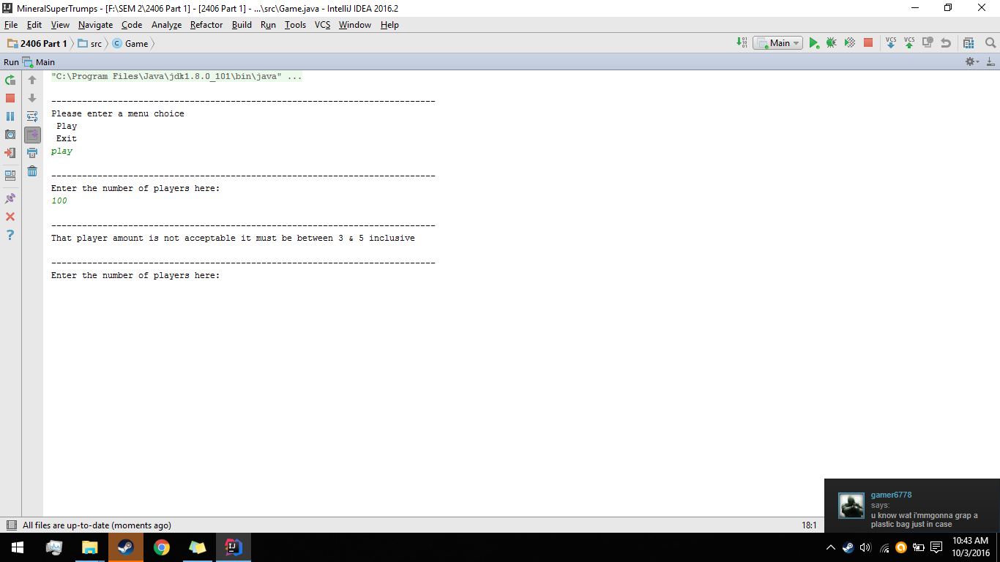 MineralSuperTrumps - [F:\SEM 2\2406 Part 1] - [2406 Part 1] - ...\src\Game.java - IntelliJ IDEA 2016.2
File Edit View Navigate Code Analyze Refactor Build Run Tools VCS Window Help
2406 Part 1 src Game Main VCS VCS
Run Main
"C:\Program Files\Java\jdk1.8.0_101\bin\java" ...
---------------------------------------------------------------------------
Please enter a menu choice
Play
Exit
play
---------------------------------------------------------------------------
Enter the number of players here:
100
---------------------------------------------------------------------------
That player amount is not acceptable it must be between 3 & 5 inclusive
---------------------------------------------------------------------------
Enter the number of players here:
gamer6778
says:
u know wat i'mmgonna grap a
plastic bag just in case
All files are up-to-date (moments ago) 18:1
10:43 AM
10/3/2016